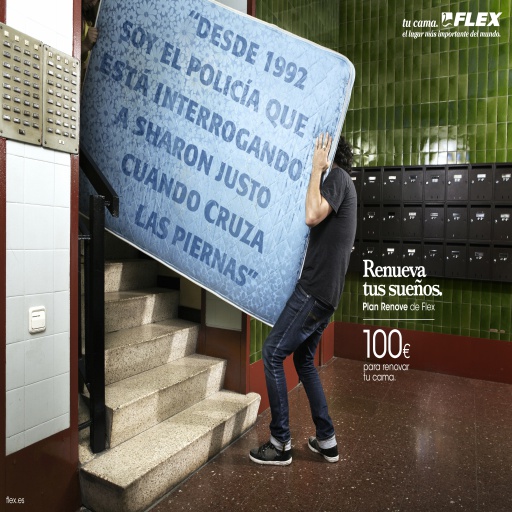 tu cama. FLEX
el lugar más importante del mundo.
"DESDE 1992
SOY EL POLICÍA QUE
ESTÁ INTERROGANDO
A SHARON JUSTO
CUANDO CRUZA
LAS PIERNAS"
Renueva
tus sueños.
Plan Renove de Flex
100€
para renovar
tu cama.
flex.es